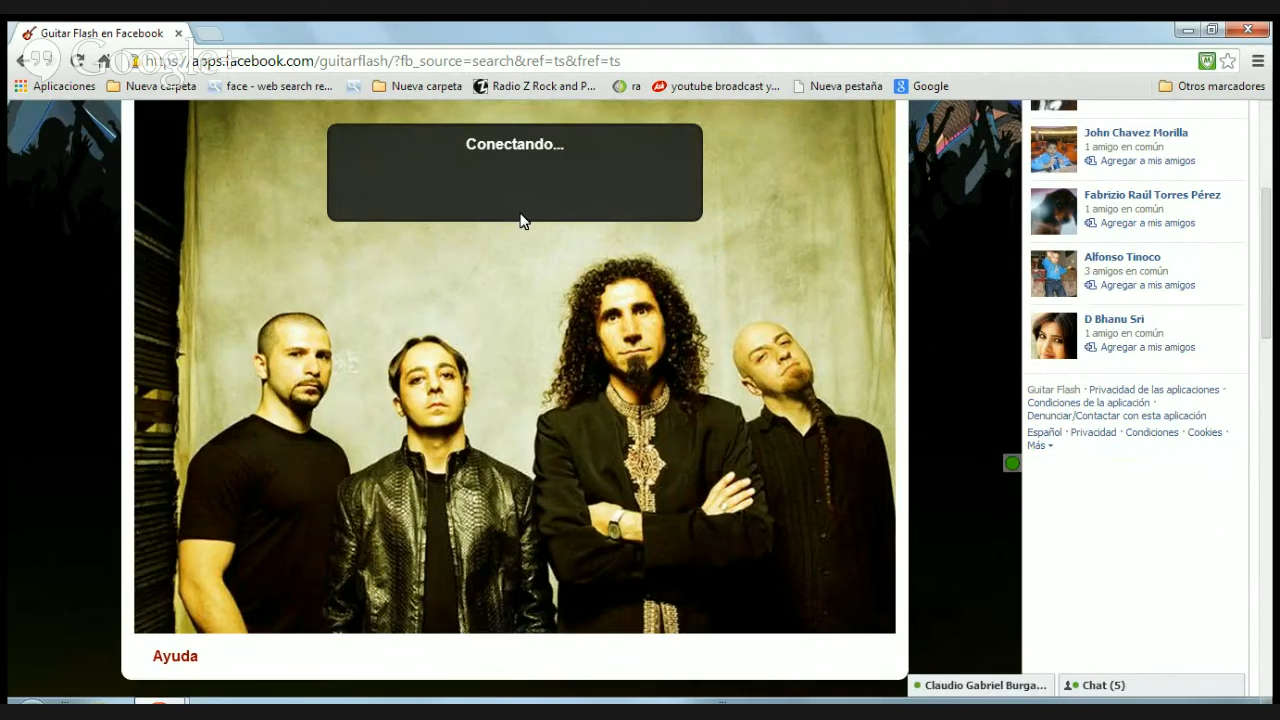 Guitar Flash en Facebook
Google+
https://apps.facebook.com/guitarflash/?fb_source=search&ref=ts&fref=ts
Aplicaciones
Nueva carpeta
face - web search re...
Nueva carpeta
Radio Z Rock and P...
ra
youtube broadcast y...
Nueva pestaña
Google
Otros marcadores
Conectando...
John Chavez Morilla
1 amigo en común
Agregar a mis amigos
Fabrizio Raúl Torres Pérez
1 amigo en común
Agregar a mis amigos
Alfonso Tinoco
3 amigos en común
Agregar a mis amigos
D Bhanu Sri
1 amigo en común
Agregar a mis amigos
Guitar Flash · Privacidad de las aplicaciones ·
Condiciones de la aplicación ·
Denunciar/Contactar con esta aplicación
Español · Privacidad · Condiciones · Cookies ·
Más
Ayuda
Claudio Gabriel Burga...
Chat (5)